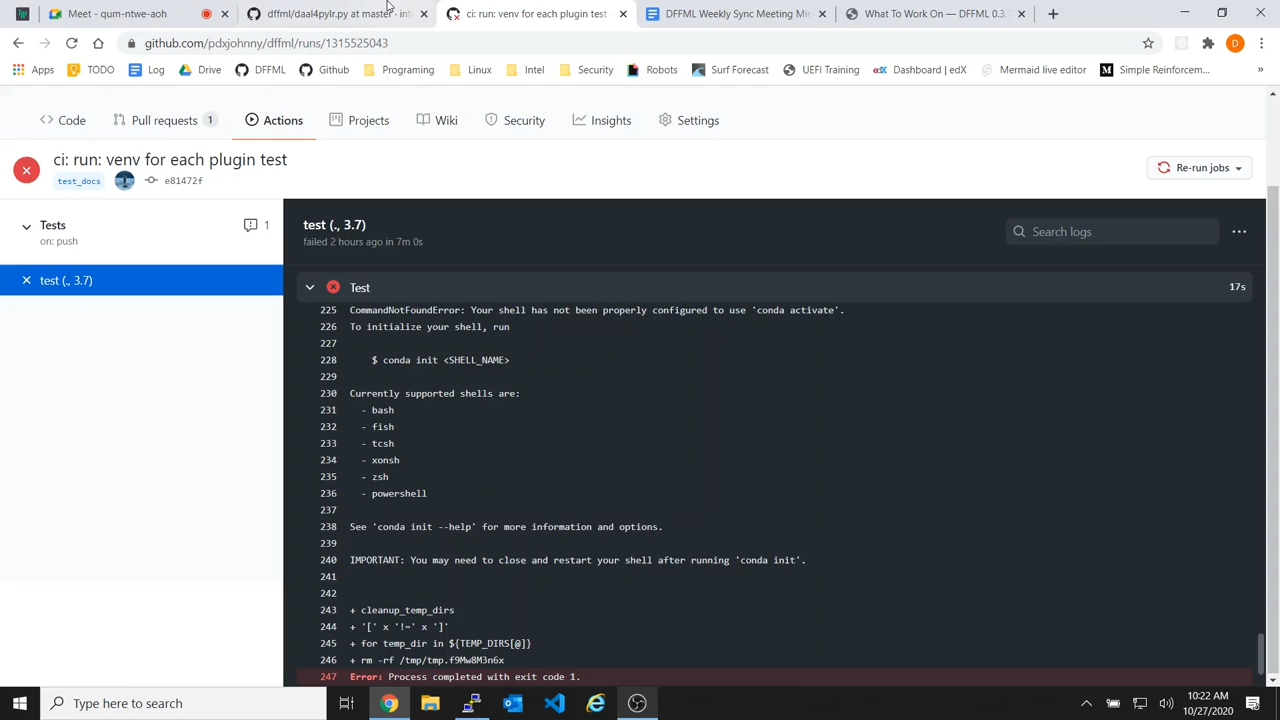 Meet - qum-ntwe-aoh
dffml/daal4pylr.py at master · int
ci: run: venv for each plugin test
DFFML Weekly Sync Meeting Min
What To Work On — DFFML 0.3.
github.com/pdxjohnny/dffml/runs/1315525043
D
Apps
TODO
Log
Drive
DFFML
Github
Programing
Linux
Intel
Security
Robots
Surf Forecast
UEFI Training
edX Dashboard | edX
Mermaid live editor
M Simple Reinforcem...
»
<> Code
Pull requests 1
Actions
Projects
Wiki
Security
Insights
Settings
ci: run: venv for each plugin test
test_docs e81472f
Re-run jobs
Tests
on: push
1
test (., 3.7)
test (., 3.7)
failed 2 hours ago in 7m 0s
Search logs
Test
17s
225 CommandNotFoundError: Your shell has not been properly configured to use 'conda activate'.
226 To initialize your shell, run
227
228 $ conda init <SHELL_NAME>
229
230 Currently supported shells are:
231 - bash
232 - fish
233 - tcsh
234 - xonsh
235 - zsh
236 - powershell
237
238 See 'conda init --help' for more information and options.
239
240 IMPORTANT: You may need to close and restart your shell after running 'conda init'.
241
242
243 + cleanup_temp_dirs
244 + '[' x '!=' x ']'
245 + for temp_dir in ${TEMP_DIRS[@]}
246 + rm -rf /tmp/tmp.f9Mw8M3n6x
247 Error: Process completed with exit code 1.
Type here to search
10:22 AM
10/27/2020